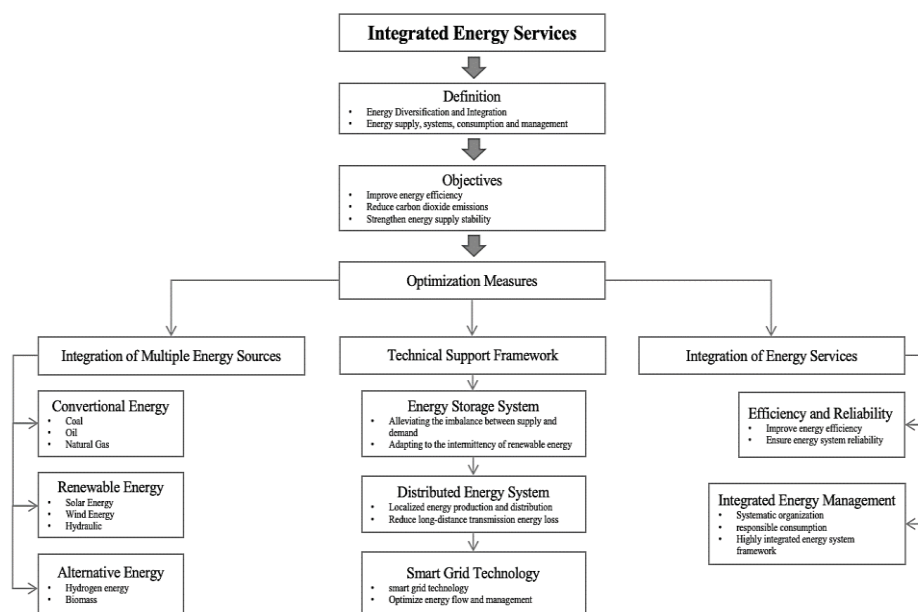 Integrated Energy Services
Definition
• Energy Diversification and Integration
• Energy supply, systems, consumption and management
Objectives
• Improve energy efficiency
• Reduce carbon dioxide emissions
• Strengthen energy supply stability
Optimization Measures
Integration of Multiple Energy Sources
Convertional Energy
• Coal
• Oil
• Natural Gas
Renewable Energy
• Solar Energy
• Wind Energy
• Hydraulic
Alternative Energy
• Hydrogen energy
• Biomass
Technical Support Framework
Energy Storage System
• Alleviating the imbalance between supply and
demand
• Adapting to the intermittency of renewable energy
Distributed Energy System
• Localized energy production and distribution
• Reduce long-distance transmission energy loss
Smart Grid Technology
• smart grid technology
• Optimize energy flow and management
Integration of Energy Services
Efficiency and Reliability
• Improve energy efficiency
• Ensure energy system reliability
Integrated Energy Management
• Systematic organization
• responsible consumption
• Highly integrated energy system
framework